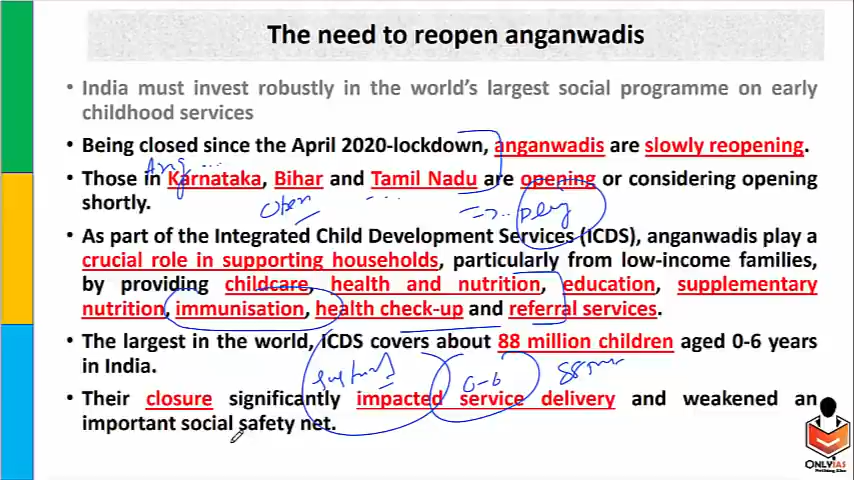 The need to reopen anganwadis
• India must invest robustly in the world's largest social programme on early
childhood services
• Being closed since the April 2020-lockdown, anganwadis are slowly reopening.
Ang ...
• Those in Karnataka, Bihar and Tamil Nadu are opening or considering opening
shortly.
open
• As part of the Integrated Child Development Services (ICDS), anganwadis play a
crucial role in supporting households, particularly from low-income families,
by providing childcare, health and nutrition, education, supplementary
nutrition, immunisation, health check-up and referral services.
• The largest in the world, ICDS covers about 88 million children aged 0-6 years
in India.
0-6
• Their closure significantly impacted service delivery and weakened an
important social safety net.
ONLYIAS
Nothing Else